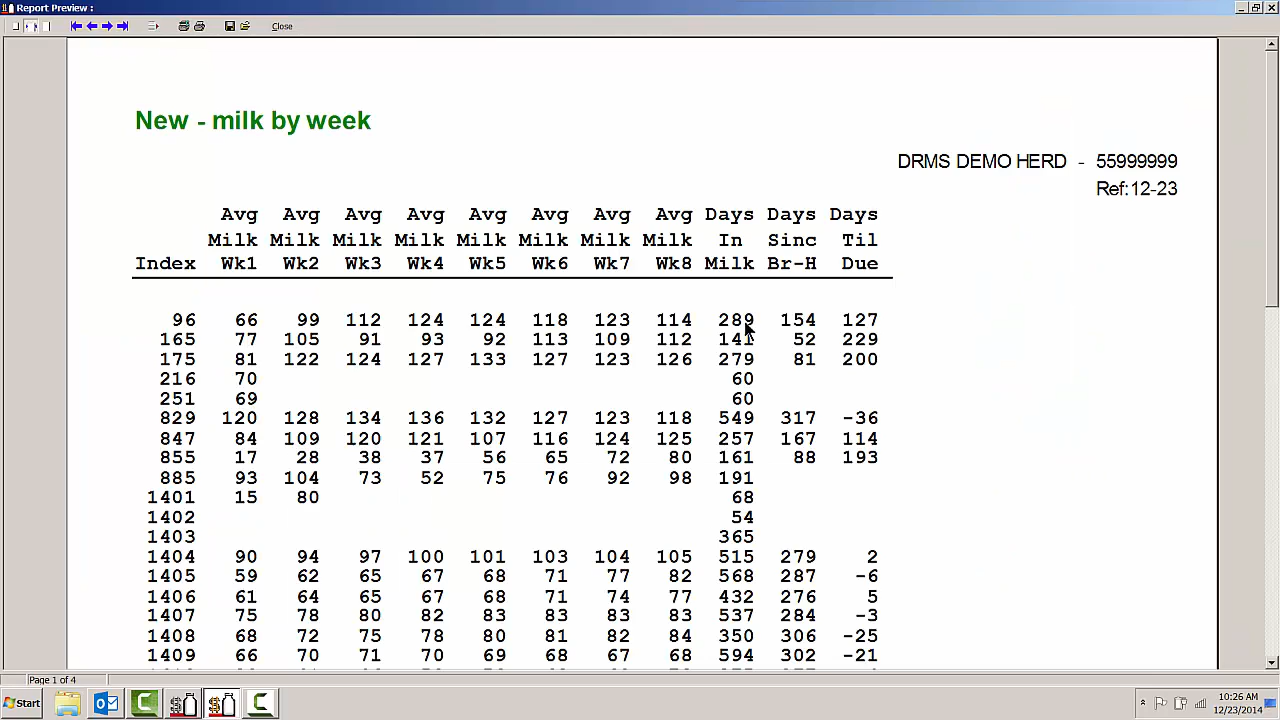 Report Preview :
Close
New - milk by week
DRMS DEMO HERD - 55999999
Ref:12-23
Avg Avg Avg Avg Avg Avg Avg Avg Days Days Days
Milk Milk Milk Milk Milk Milk Milk Milk In Sinc Til
Index Wk1 Wk2 Wk3 Wk4 Wk5 Wk6 Wk7 Wk8 Milk Br-H Due
96 66 99 112 124 124 118 123 114 289 154 127
165 77 105 91 93 92 113 109 112 141 52 229
175 81 122 124 127 133 127 123 126 279 81 200
216 70 60
251 69 60
829 120 128 134 136 132 127 123 118 549 317 -36
847 84 109 120 121 107 116 124 125 257 167 114
855 17 28 38 37 56 65 72 80 161 88 193
885 93 104 73 52 75 76 92 98 191
1401 15 80 68
1402 54
1403 365
1404 90 94 97 100 101 103 104 105 515 279 2
1405 59 62 65 67 68 71 77 82 568 287 -6
1406 61 64 65 67 68 71 74 77 432 276 5
1407 75 78 80 82 83 83 83 83 537 284 -3
1408 68 72 75 78 80 81 82 84 350 306 -25
1409 66 70 71 70 69 68 67 68 594 302 -21
Page 1 of 4
Start
10:26 AM
12/23/2014